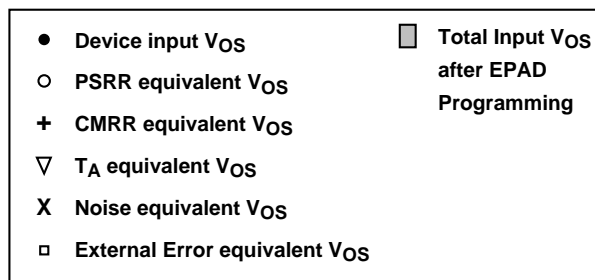 Device input VOS
PSRR equivalent VOS
+ CMRR equivalent VOS
TA equivalent VOS
X Noise equivalent VOS
External Error equivalent VOS
Total Input VOS
after EPAD
Programming